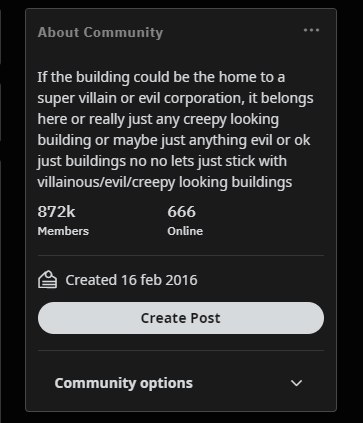 About Community
If the building could be the home to a
super villain or evil corporation, it belongs
here or really just any creepy looking
building or maybe just anything evil or ok
just buildings no no lets just stick with
villainous/evil/creepy looking buildings
872k 666
Members Online
Created 16 feb 2016
Create Post
Community options